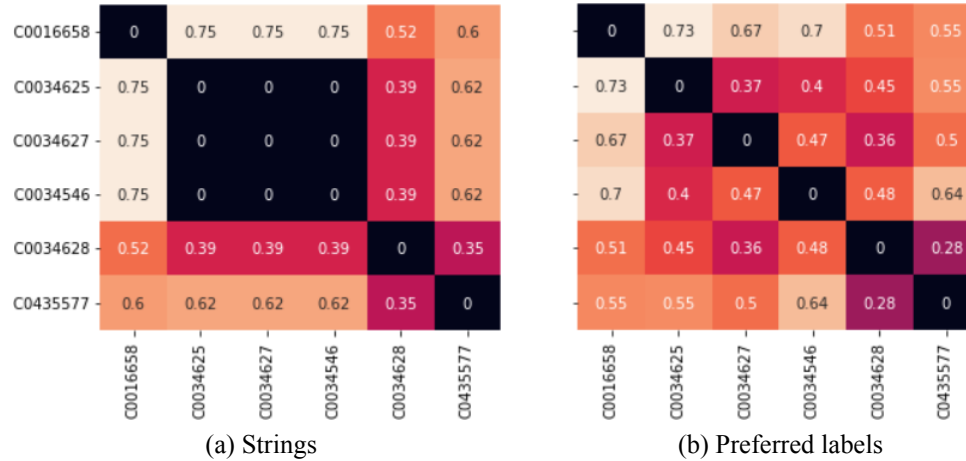 C0016658 0 0.75 0.75 0.75 0.52 0.6 0 0.73 0.67 0.7 0.51 0.55
C0034625 0.75 0 0 0 0.39 0.62 0.73 0 0.37 0.4 0.45 0.55
C0034627 0.75 0 0 0 0.39 0.62 0.67 0.37 0 0.47 0.36 0.5
C0034546 0.75 0 0 0 0.39 0.62 0.7 0.4 0.47 0 0.48 0.64
C0034628 0.52 0.39 0.39 0.39 0 0.35 0.51 0.45 0.36 0.48 0 0.28
C0435577 0.6 0.62 0.62 0.62 0.35 0 0.55 0.55 0.5 0.64 0.28 0
C0016658 C0034625 C0034627 C0034546 C0034628 C0435577 C0016658 C0034625 C0034627 C0034546 C0034628 C0435577
(a) Strings (b) Preferred labels